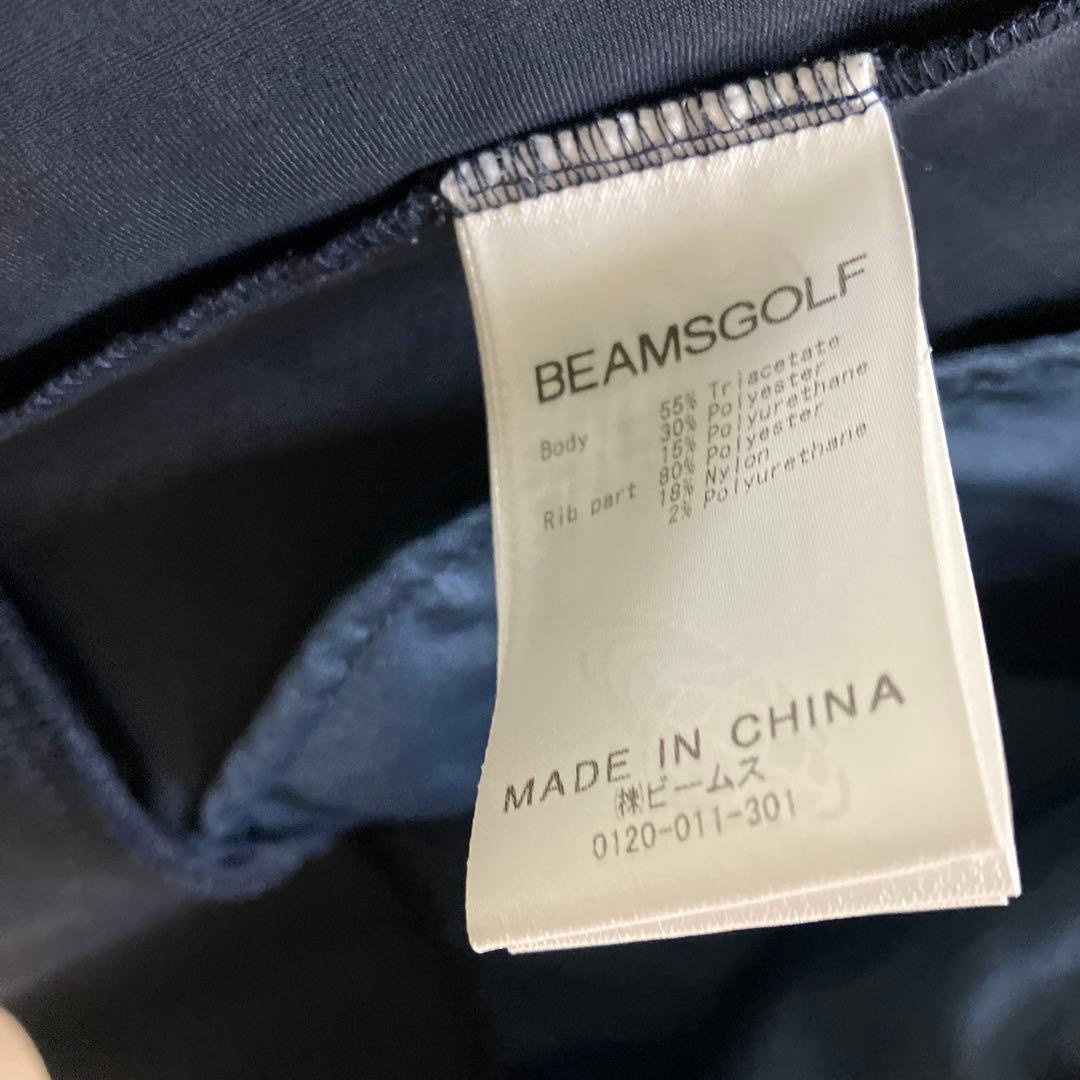 BEAMSGOLF
55% Triacetate
Body 30% Polyester
15% Polyurethane
80% Polyester
Rib part 18% Nylon
2% Polyurethane
MADE IN CHINA
㈱ビームス
0120-011-301